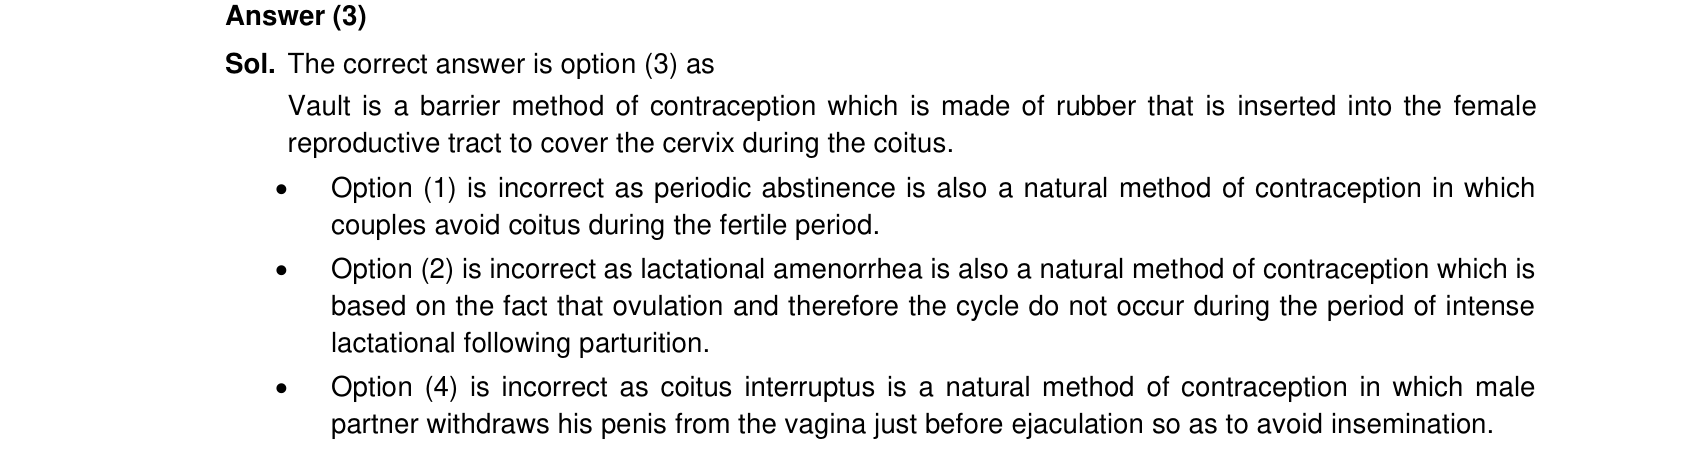 Answer (3)
Sol. The correct answer is option (3) as
Vault is a barrier method of contraception which is made of rubber that is inserted into the female
reproductive tract to cover the cervix during the coitus.
• Option (1) is incorrect as periodic abstinence is also a natural method of contraception in which
couples avoid coitus during the fertile period.
• Option (2) is incorrect as lactational amenorrhea is also a natural method of contraception which is
based on the fact that ovulation and therefore the cycle do not occur during the period of intense
lactational following parturition.
• Option (4) is incorrect as coitus interruptus is a natural method of contraception in which male
partner withdraws his penis from the vagina just before ejaculation so as to avoid insemination.